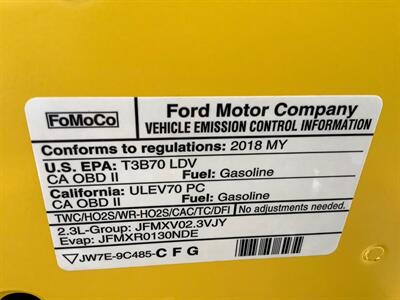 FoMoCo
Ford Motor Company
VEHICLE EMISSION CONTROL INFORMATION
Conforms to regulations: 2018 MY
U.S. EPA: T3B70 LDV
CA OBD II Fuel: Gasoline
California: ULEV70 PC
CA OBD II Fuel: Gasoline
TWC/HO2S/WR-HO2S/CAC/TC/DFI No adjustments needed.
2.3L-Group: JFMXV02.3VJY
Evap: JFMXR0130NDE
JW7E-9C485-C F G